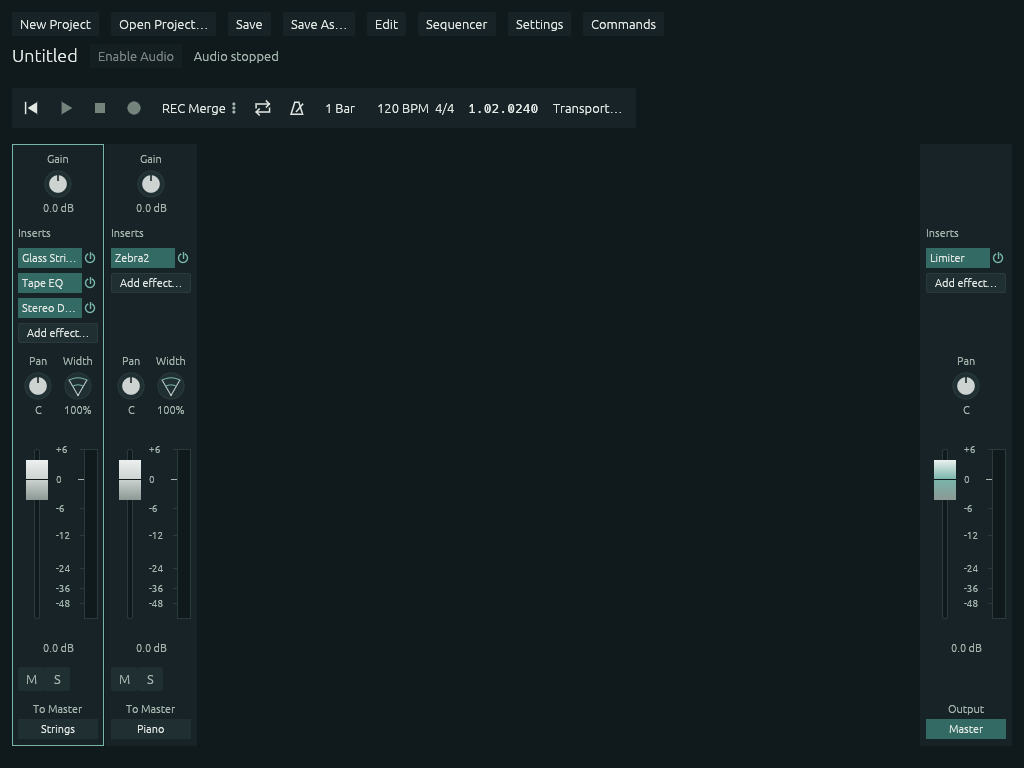 New Project Open Project... Save Save As... Edit Sequencer Settings Commands
Untitled Enable Audio Audio stopped
REC Merge 1 Bar 120 BPM 4/4 1.02.0240 Transport...
Gain Gain
0.0 dB 0.0 dB
Inserts Inserts Inserts
Glass Stri... Zebra2 Limiter
Tape EQ Add effect... Add effect...
Stereo D...
Add effect...
Pan Width Pan Width Pan
C 100% C 100% C
+6 +6 +6
0 0 0
-6 -6 -6
-12 -12 -12
-24 -24 -24
-36 -36 -36
-48 -48 -48
0.0 dB 0.0 dB 0.0 dB
M S M S
To Master To Master Output
Strings Piano Master